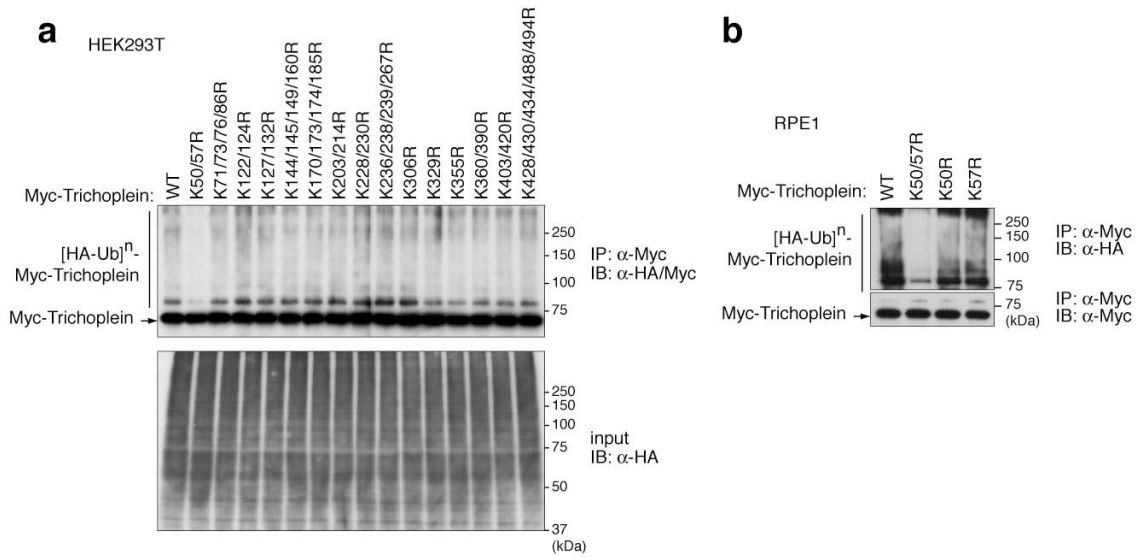 a
HEK293T
Myc-Trichoplein:
WT
K50/57R
K71/73/76/86R
K122/124R
K127/132R
K144/145/149/160R
K170/173/174/185R
K203/214R
K228/230R
K236/238/239/267R
K306R
K329R
K355R
K360/390R
K403/420R
K428/430/434/488/494R
[HA-Ub]n-
Myc-Trichoplein
250
150
100
75
IP: α-Myc
IB: α-HA/Myc
Myc-Trichoplein
250
150
100
75
50
37
(kDa)
input
IB: α-HA
b
RPE1
Myc-Trichoplein:
WT
K50/57R
K50R
K57R
[HA-Ub]n-
Myc-Trichoplein
250
150
100
75
IP: α-Myc
IB: α-HA
Myc-Trichoplein
75
(kDa)
IP: α-Myc
IB: α-Myc